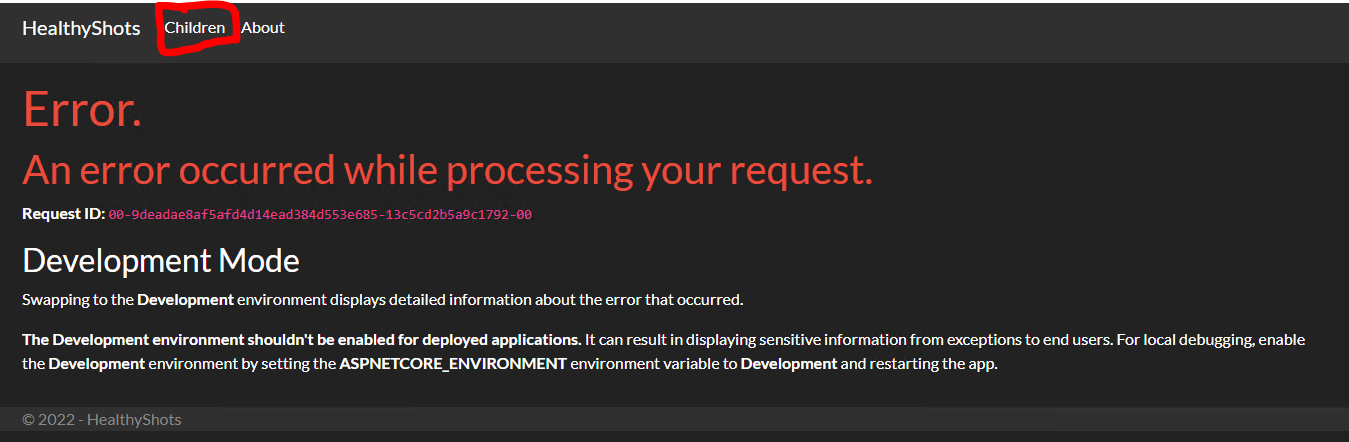 HealthyShots Children About
Error.
An error occurred while processing your request.
Request ID: 00-9deadae8af5afd4d14ead384d553e685-13c5cd2b5a9c1792-00
Development Mode
Swapping to the Development environment displays detailed information about the error that occurred.
The Development environment shouldn't be enabled for deployed applications. It can result in displaying sensitive information from exceptions to end users. For local debugging, enable
the Development environment by setting the ASPNETCORE_ENVIRONMENT environment variable to Development and restarting the app.
© 2022 - HealthyShots